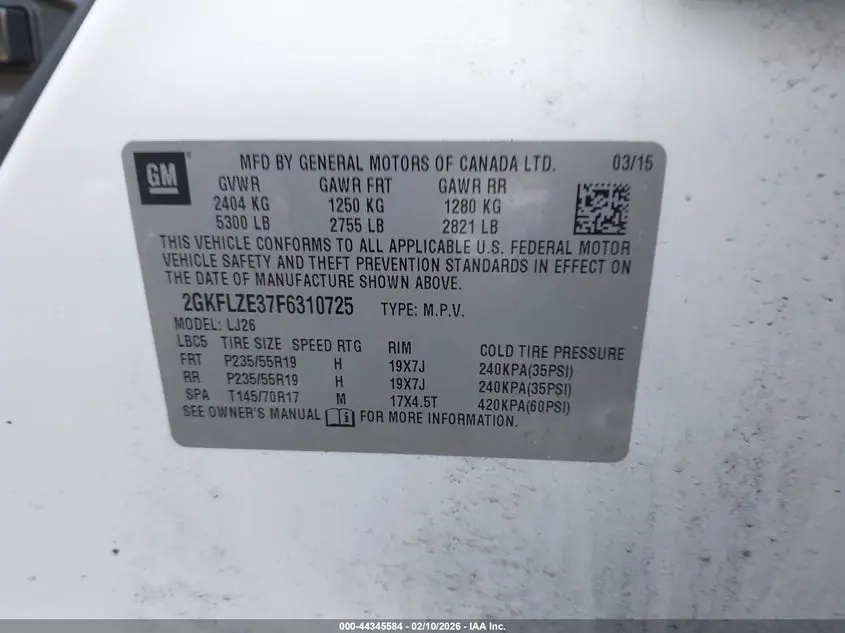 GM
MFD BY GENERAL MOTORS OF CANADA LTD. 03/15
GVWR GAWR FRT GAWR RR
2404 KG 1250 KG 1280 KG
5300 LB 2755 LB 2821 LB
THIS VEHICLE CONFORMS TO ALL APPLICABLE U.S. FEDERAL MOTOR
VEHICLE SAFETY AND THEFT PREVENTION STANDARDS IN EFFECT ON
THE DATE OF MANUFACTURE SHOWN ABOVE.
2GKFLZE37F6310725 TYPE: M.P.V.
MODEL: LJ26
LBC5 TIRE SIZE SPEED RTG RIM COLD TIRE PRESSURE
FRT P235/55R19 H 19X7J 240KPA(35PSI)
RR P235/55R19 H 19X7J 240KPA(35PSI)
SPA T145/70R17 M 17X4.5T 420KPA(60PSI)
SEE OWNER'S MANUAL i FOR MORE INFORMATION.
000-44345584 - 02/10/2026 - IAA Inc.